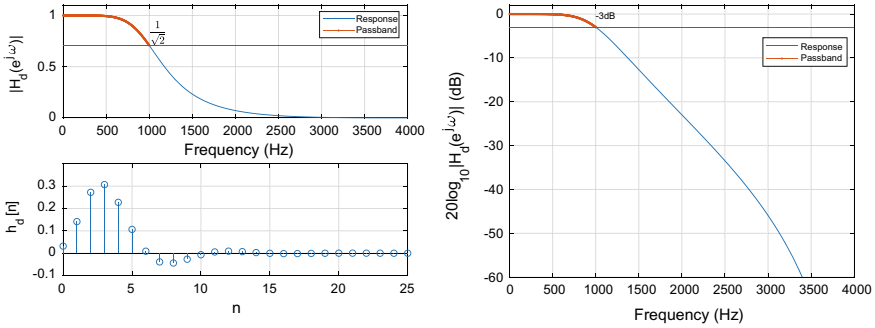 |H_d(e^{jω})|
1
0.5
0
0 500 1000 1500 2000 2500 3000 3500 4000
Frequency (Hz)
1/√2
Response
Passband
h_d[n]
0.3
0.2
0.1
0
-0.1
0 5 10 15 20 25
n
20log_{10}|H_d(e^{jω})| (dB)
0
-10
-20
-30
-40
-50
-60
0 500 1000 1500 2000 2500 3000 3500 4000
Frequency (Hz)
-3dB
Response
Passband